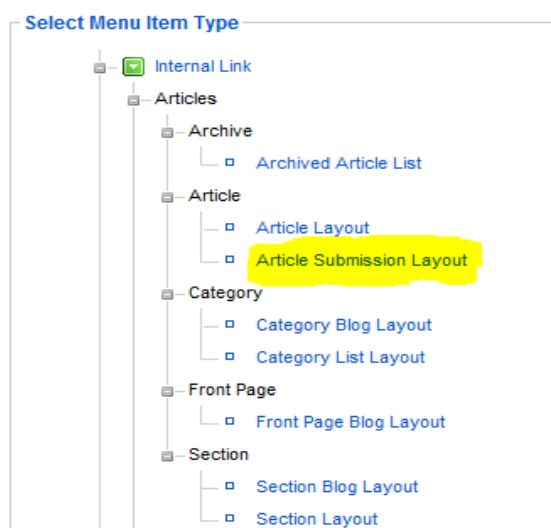 Select Menu Item Type
Internal Link
Articles
Archive
Archived Article List
Article
Article Layout
Article Submission Layout
Category
Category Blog Layout
Category List Layout
Front Page
Front Page Blog Layout
Section
Section Blog Layout
Section Layout